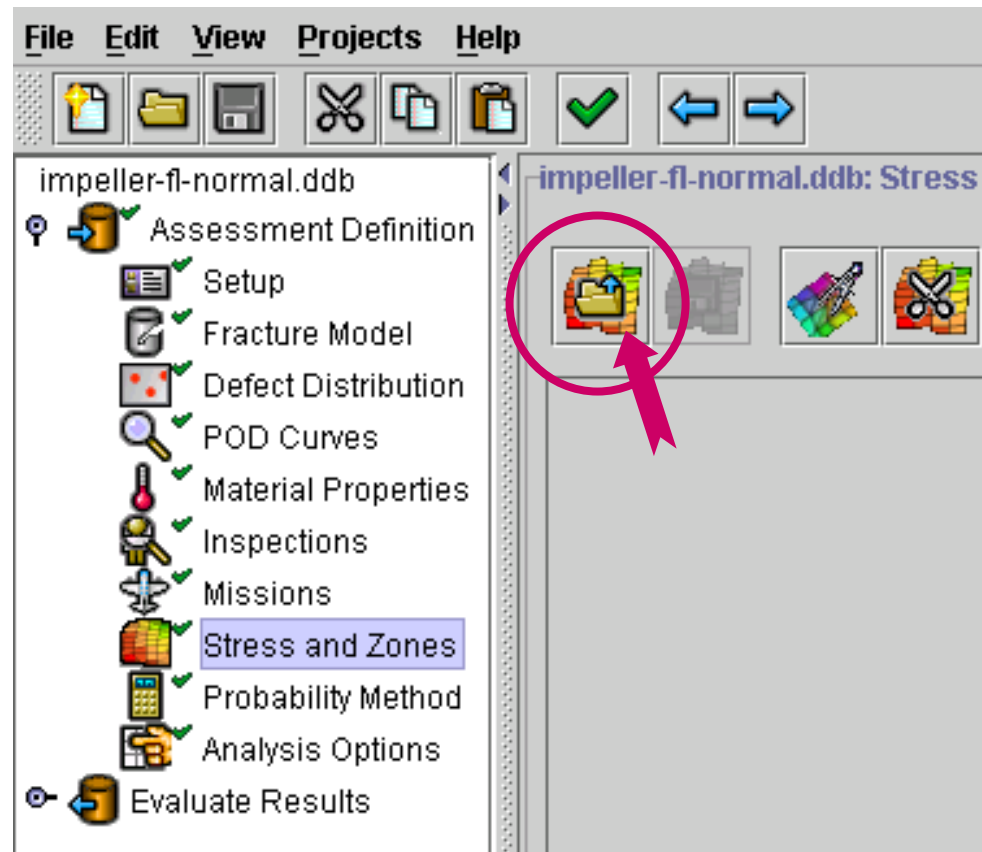 File Edit View Projects Help
impeller-fl-normal.ddb
Assessment Definition
Setup
Fracture Model
Defect Distribution
POD Curves
Material Properties
Inspections
Missions
Stress and Zones
Probability Method
Analysis Options
Evaluate Results
impeller-fl-normal.ddb: Stress